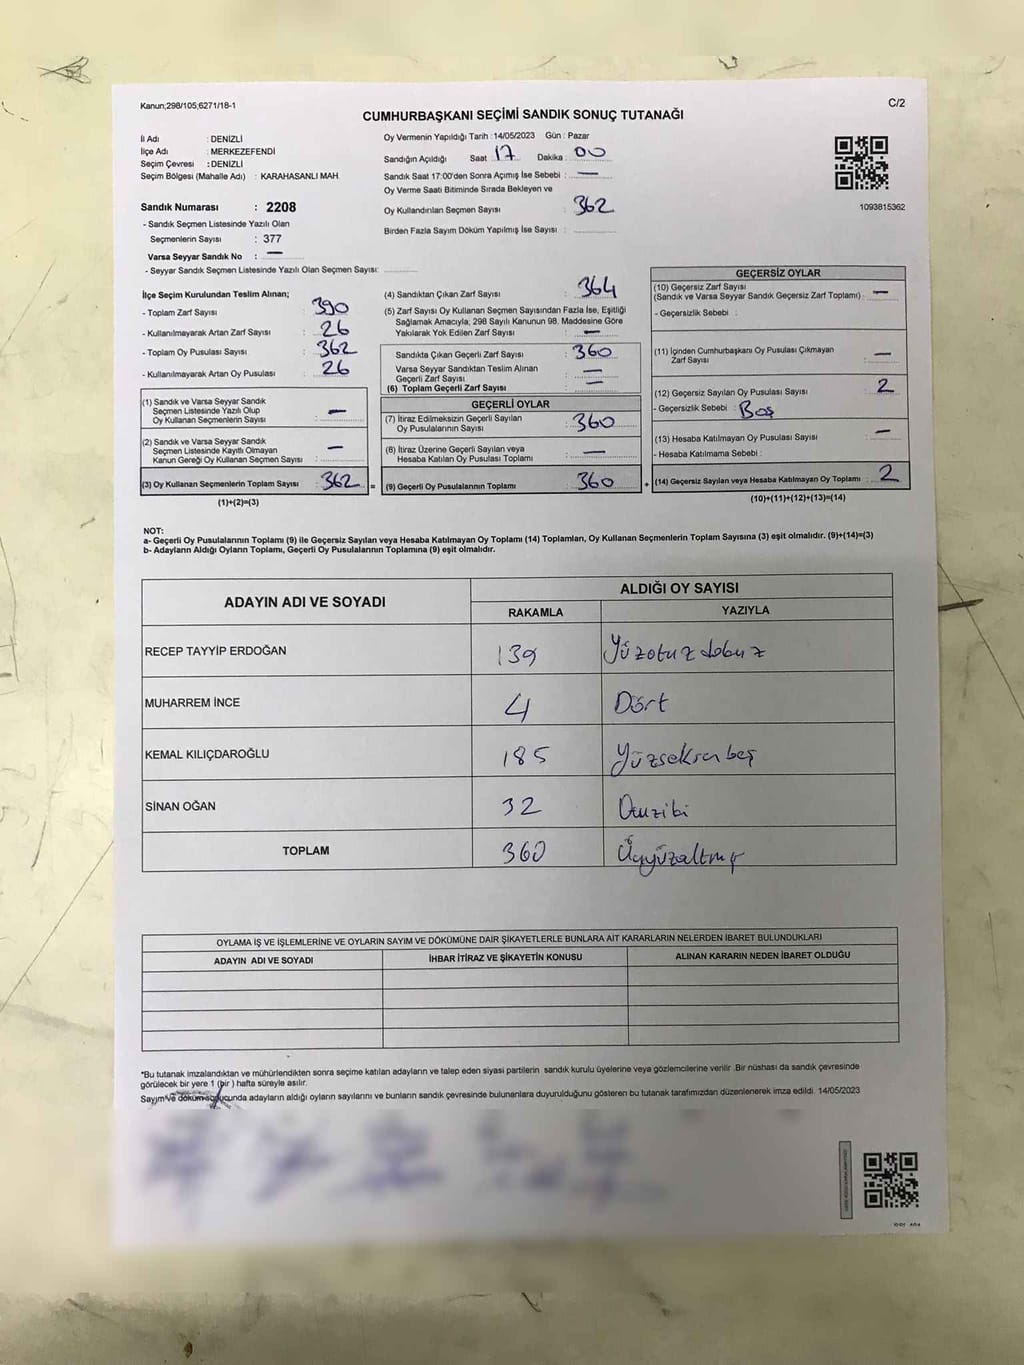 Kanun;298/105;6271/18-1
C/2
CUMHURBAŞKANI SEÇİMİ SANDIK SONUÇ TUTANAĞI
İl Adı : DENİZLİ
İlçe Adı : MERKEZEFENDİ
Seçim Çevresi : DENİZLİ
Seçim Bölgesi (Mahalle Adı) : KARAHASANLI MAH.
Sandık Numarası : 2208
- Sandık Seçmen Listesinde Yazılı Olan
Seçmenlerin Sayısı : 377
Varsa Seyyar Sandık No : —
- Seyyar Sandık Seçmen Listesinde Yazılı Olan Seçmen Sayısı:
Oy Vermenin Yapıldığı Tarih : 14/05/2023 Gün : Pazar
Sandığın Açıldığı Saat 17 Dakika 00
Sandık Saat 17:00'den Sonra Açımış İse Sebebi : —
Oy Verme Saati Bitiminde Sırada Bekleyen ve
Oy Kullandırılan Seçmen Sayısı : 362
Birden Fazla Sayım Döküm Yapılmış İse Sayısı :
1093815362
İlçe Seçim Kurulundan Teslim Alınan;
- Toplam Zarf Sayısı : 390
- Kullanılmayarak Artan Zarf Sayısı : 26
- Toplam Oy Pusulası Sayısı : 362
- Kullanılmayarak Artan Oy Pusulası : 26
(1) Sandık ve Varsa Seyyar Sandık
Seçmen Listesinde Yazılı Olup
Oy Kullanan Seçmenlerin Sayısı : —
(2) Sandık ve Varsa Seyyar Sandık
Seçmen Listesinde Kayıtlı Olmayan
Kanun Gereği Oy Kullanan Seçmen Sayısı : —
(3) Oy Kullanan Seçmenlerin Toplam Sayısı : 362 =
(1)+(2)=(3)
(4) Sandıktan Çıkan Zarf Sayısı : 364
(5) Zarf Sayısı Oy Kullanan Seçmen Sayısından Fazla İse, Eşitliği
Sağlamak Amacıyla; 298 Sayılı Kanunun 98. Maddesine Göre
Yakılarak Yok Edilen Zarf Sayısı : —
Sandıkta Çıkan Geçerli Zarf Sayısı : 360
Varsa Seyyar Sandıktan Teslim Alınan
Geçerli Zarf Sayısı : —
(6) Toplam Geçerli Zarf Sayısı : —
GEÇERLİ OYLAR
(7) İtiraz Edilmeksizin Geçerli Sayılan
Oy Pusulalarının Sayısı : 360
(8) İtiraz Üzerine Geçerli Sayılan veya
Hesaba Katılan Oy Pusulası Toplamı : —
(9) Geçerli Oy Pusulalarının Toplamı : 360 +
GEÇERSİZ OYLAR
(10) Geçersiz Zarf Sayısı
(Sandık ve Varsa Seyyar Sandık Geçersiz Zarf Toplamı) : —
- Geçersizlik Sebebi :
(11) İçinden Cumhurbaşkanı Oy Pusulası Çıkmayan
Zarf Sayısı : —
(12) Geçersiz Sayılan Oy Pusulası Sayısı : 2
- Geçersizlik Sebebi : Boş
(13) Hesaba Katılmayan Oy Pusulası Sayısı : —
- Hesaba Katılmama Sebebi :
(14) Geçersiz Sayılan veya Hesaba Katılmayan Oy Toplamı : 2
(10)+(11)+(12)+(13)=(14)
NOT:
a- Geçerli Oy Pusulalarının Toplamı (9) ile Geçersiz Sayılan veya Hesaba Katılmayan Oy Toplamı (14) Toplamları, Oy Kullanan Seçmenlerin Toplam Sayısına (3) eşit olmalıdır. (9)+(14)=(3)
b- Adayların Aldığı Oyların Toplamı, Geçerli Oy Pusulalarının Toplamına (9) eşit olmalıdır.
ADAYIN ADI VE SOYADI
ALDIĞI OY SAYISI
RAKAMLA YAZIYLA
RECEP TAYYİP ERDOĞAN 139 Yüzotuzdokuz
MUHARREM İNCE 4 Dört
KEMAL KILIÇDAROĞLU 185 Yüzseksenbeş
SİNAN OĞAN 32 Otuziki
TOPLAM 360 Üçyüzaltmış
OYLAMA İŞ VE İŞLEMLERİNE VE OYLARIN SAYIM VE DÖKÜMÜNE DAİR ŞİKAYETLERLE BUNLARA AİT KARARLARIN NELERDEN İBARET BULUNDUKLARI
ADAYIN ADI VE SOYADI İHBAR İTİRAZ VE ŞİKAYETİN KONUSU ALINAN KARARIN NEDEN İBARET OLDUĞU
*Bu tutanak imzalandıktan ve mühürlendikten sonra seçime katılan adayların ve talep eden siyasi partilerin sandık kurulu üyelerine veya gözlemcilerine verilir .Bir nüshası da sandık çevresinde
görülecek bir yere 1 (bir ) hafta süreyle asılır.
Sayım ve döküm sonucunda adayların aldığı oyların sayılarını ve bunların sandık çevresinde bulunanlara duyurulduğunu gösteren bu tutanak tarafımızdan düzenlenerek imza edildi. 14/05/2023